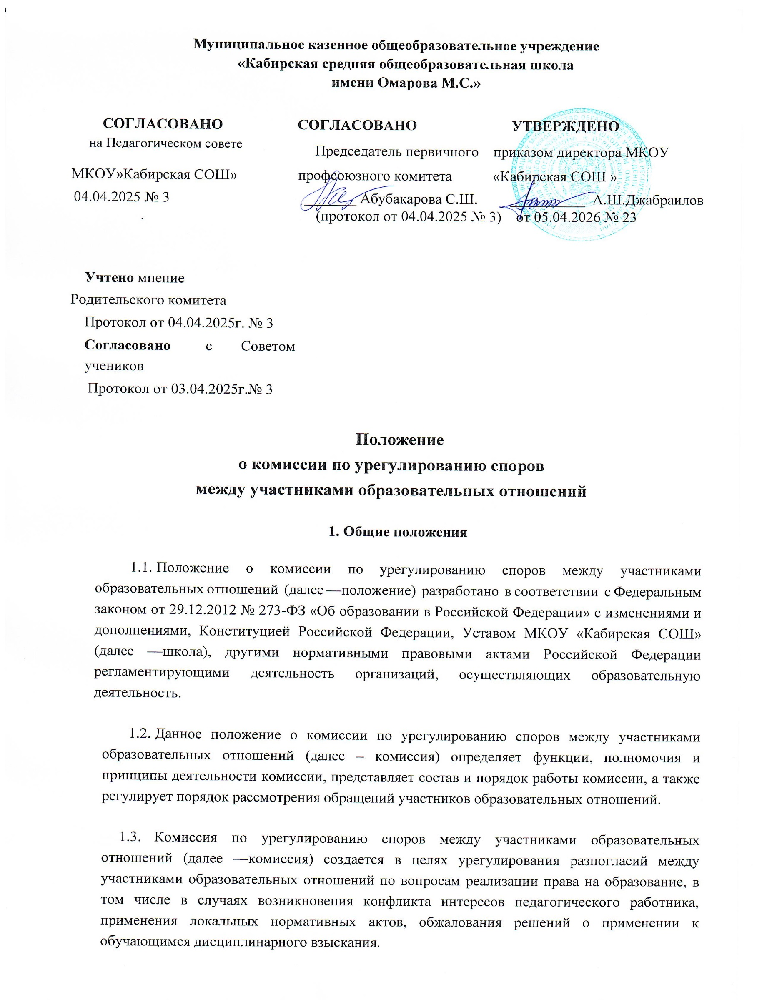 Муниципальное казенное общеобразовательное учреждение
«Кабирская средняя общеобразовательная школа
имени Омарова М.С.»
СОГЛАСОВАНО
на Педагогическом совете
МКОУ»Кабирская СОШ»
04.04.2025 № 3
.
СОГЛАСОВАНО
Председатель первичного
профсоюзного комитета
_______ Абубакарова С.Ш.
(протокол от 04.04.2025 № 3)
УТВЕРЖДЕНО
приказом директора МКОУ
«Кабирская СОШ »
__________ А.Ш.Джабраилов
от 05.04.2026 № 23
Учтено мнение
Родительского комитета
Протокол от 04.04.2025г. № 3
Согласовано с Советом
учеников
Протокол от 03.04.2025г.№ 3
Положение
о комиссии по урегулированию споров
между участниками образовательных отношений
1. Общие положения
1.1. Положение о комиссии по урегулированию споров между участниками
образовательных отношений (далее —положение) разработано в соответствии с Федеральным
законом от 29.12.2012 № 273-ФЗ «Об образовании в Российской Федерации» с изменениями и
дополнениями, Конституцией Российской Федерации, Уставом МКОУ «Кабирская СОШ»
(далее —школа), другими нормативными правовыми актами Российской Федерации
регламентирующими деятельность организаций, осуществляющих образовательную
деятельность.
1.2. Данное положение о комиссии по урегулированию споров между участниками
образовательных отношений (далее – комиссия) определяет функции, полномочия и
принципы деятельности комиссии, представляет состав и порядок работы комиссии, а также
регулирует порядок рассмотрения обращений участников образовательных отношений.
1.3. Комиссия по урегулированию споров между участниками образовательных
отношений (далее —комиссия) создается в целях урегулирования разногласий между
участниками образовательных отношений по вопросам реализации права на образование, в
том числе в случаях возникновения конфликта интересов педагогического работника,
применения локальных нормативных актов, обжалования решений о применении к
обучающимся дисциплинарного взыскания.